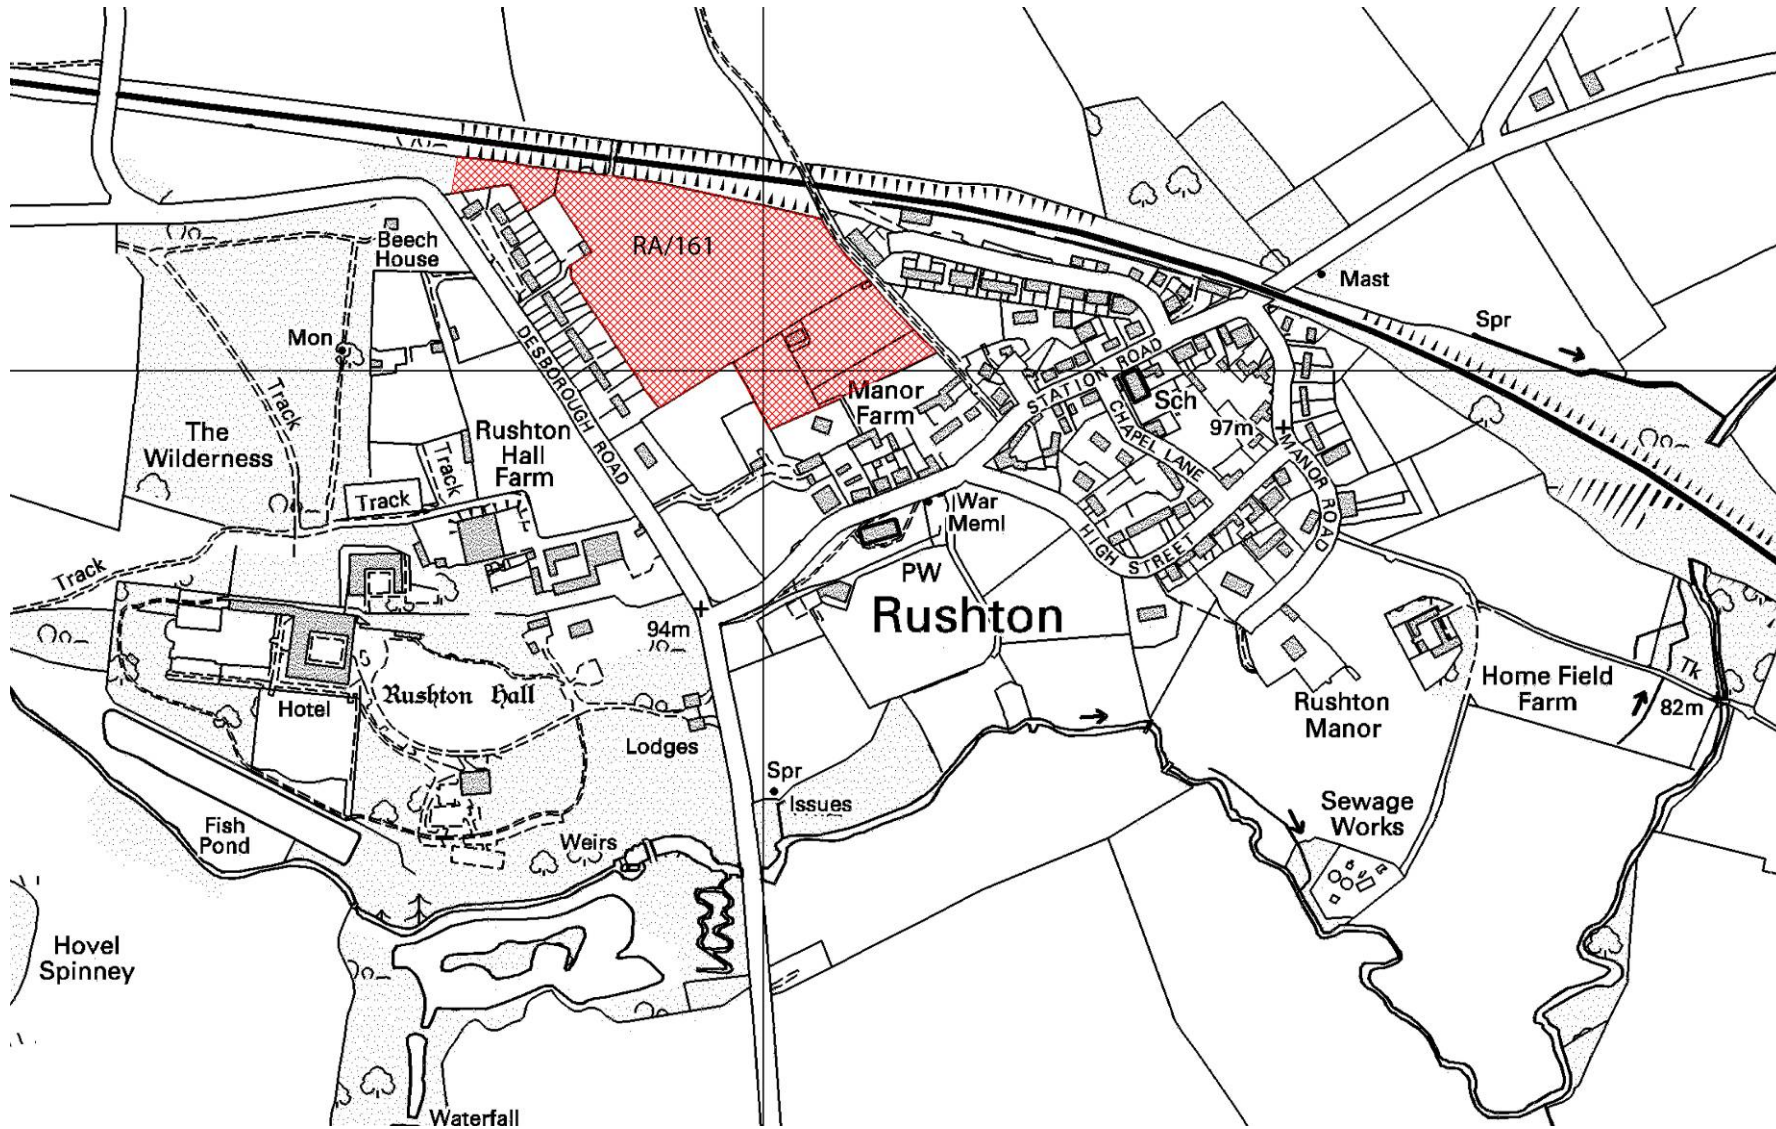 RA/161
Beech
House
Mast
Spr
Mon
DESBOROUGH ROAD
STATION ROAD
Manor
Farm
Sch
CHAPEL LANE
97m
MANOR ROAD
The
Wilderness
Track
Rushton
Hall
Farm
Track
Track
War
Meml
HIGH STREET
PW
Track
Rushton
94m
Rushton Hall
Hotel
Lodges
Rushton
Manor
Home Field
Farm
Tk
82m
Spr
Issues
Sewage
Works
Fish
Pond
Weirs
Hovel
Spinney
Waterfall